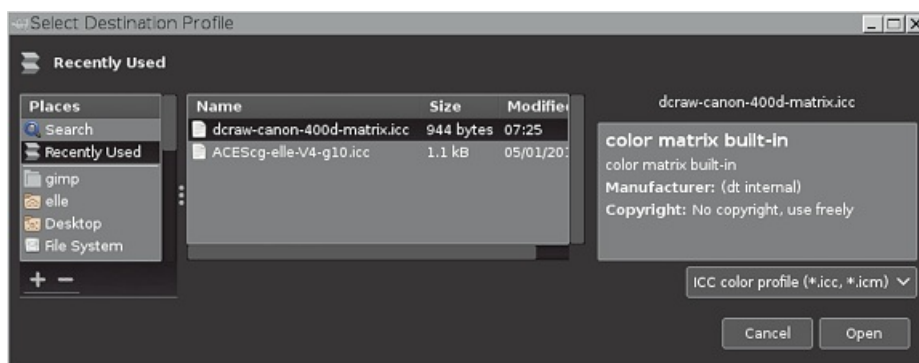 Select Destination Profile
Recently Used
Places
Search
Recently Used
gimp
elle
Desktop
File System
Name Size Modified
dcraw-canon-400d-matrix.icc 944 bytes 07:25
ACEScg-elle-V4-g10.icc 1.1 kB 05/01/20
dcraw-canon-400d-matrix.icc
color matrix built-in
color matrix built-in
Manufacturer: (dt internal)
Copyright: No copyright, use freely
ICC color profile (*.icc, *.icm)
Cancel Open